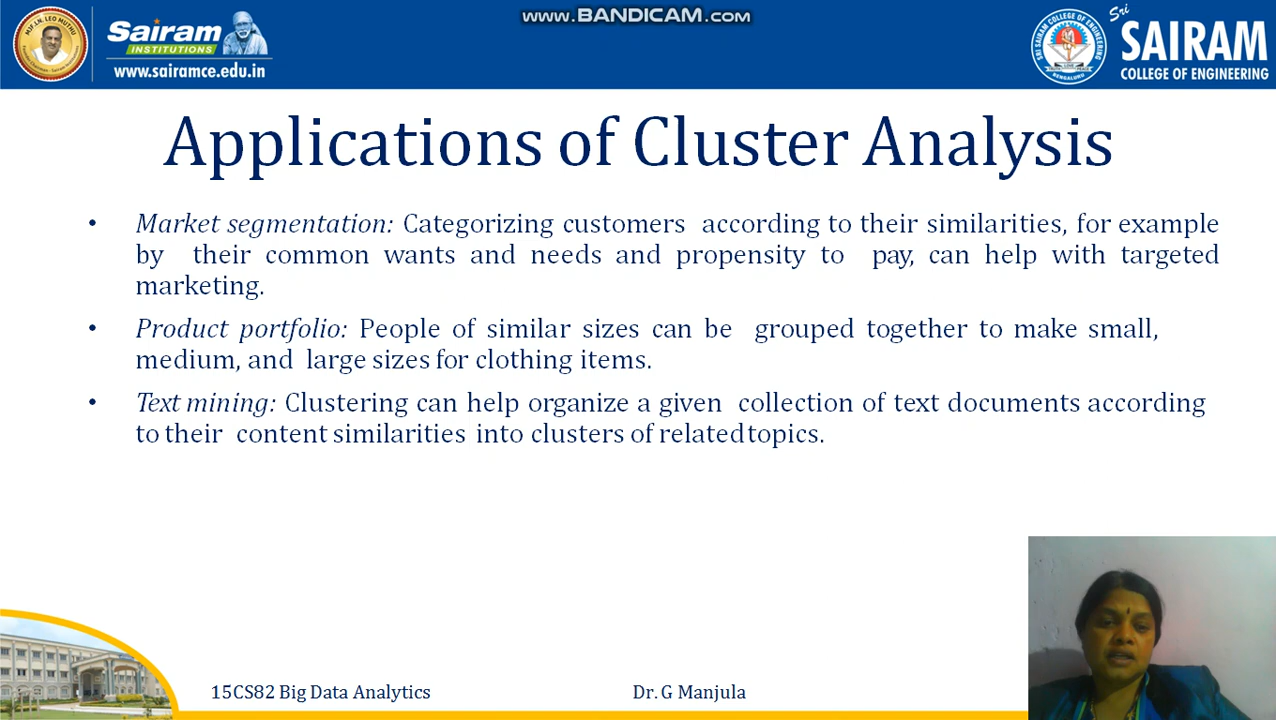 www.BANDICAM.com
Sairam
INSTITUTIONS
www.sairamce.edu.in
Sri
SAIRAM
COLLEGE OF ENGINEERING
Applications of Cluster Analysis
• Market segmentation: Categorizing customers according to their similarities, for example
by their common wants and needs and propensity to pay, can help with targeted
marketing.
• Product portfolio: People of similar sizes can be grouped together to make small,
medium, and large sizes for clothing items.
• Text mining: Clustering can help organize a given collection of text documents according
to their content similarities into clusters of related topics.
15CS82 Big Data Analytics
Dr. G Manjula